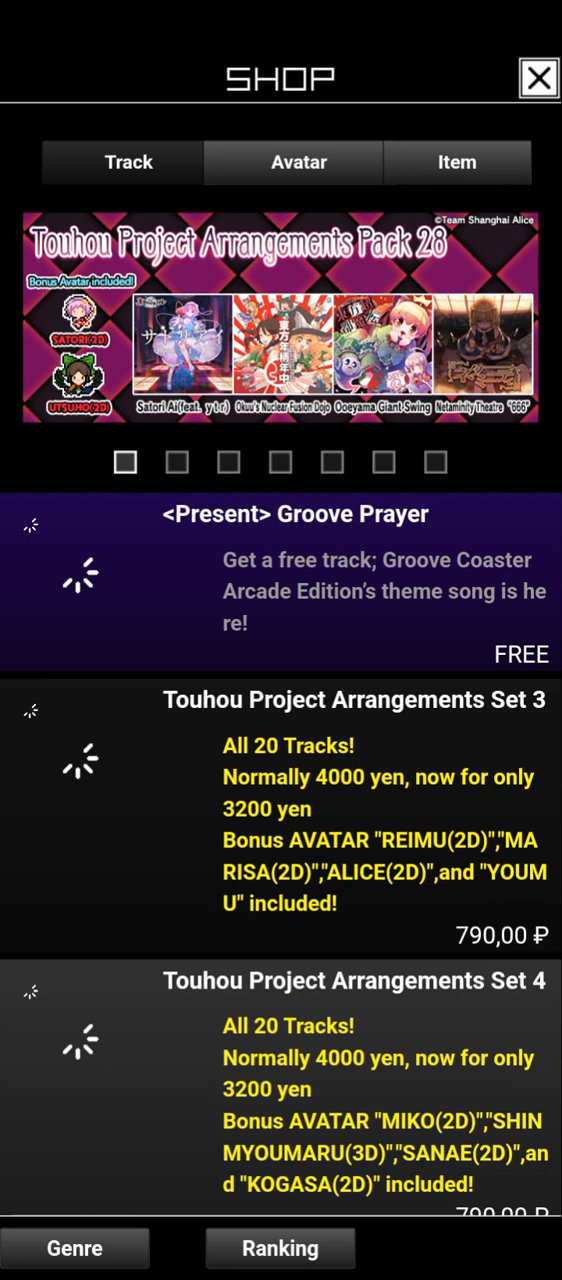 SHOP
Track
Avatar
Item
©Team Shanghai Alice
Touhou Project Arrangements Pack 28
Bonus Avatar included!
SATORI(2D)
UTSUHO(2D)
Satori Ai(feat. ytr) Okuu's Nuclear Fusion Dojo Ooeyama Giant Swing Netaminity Theatre "666"
<Present> Groove Prayer
Get a free track; Groove Coaster
Arcade Edition's theme song is he
re!
FREE
Touhou Project Arrangements Set 3
All 20 Tracks!
Normally 4000 yen, now for only
3200 yen
Bonus AVATAR "REIMU(2D)","MA
RISA(2D)","ALICE(2D)",and "YOUM
U" included!
790,00 ₽
Touhou Project Arrangements Set 4
All 20 Tracks!
Normally 4000 yen, now for only
3200 yen
Bonus AVATAR "MIKO(2D)","SHIN
MYOUMARU(3D)","SANAE(2D)",an
d "KOGASA(2D)" included!
790,00 ₽
Genre
Ranking